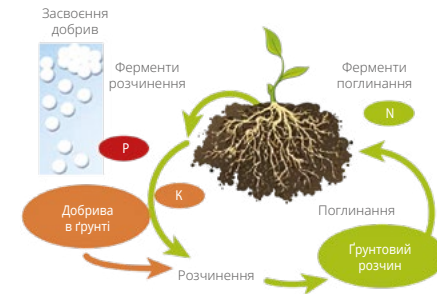 Засвоєння
добрив
Ферменти
розчинення
Ферменти
поглинання
N
P
K
Добрива
в ґрунті
Поглинання
Ґрунтовий
розчин
Розчинення